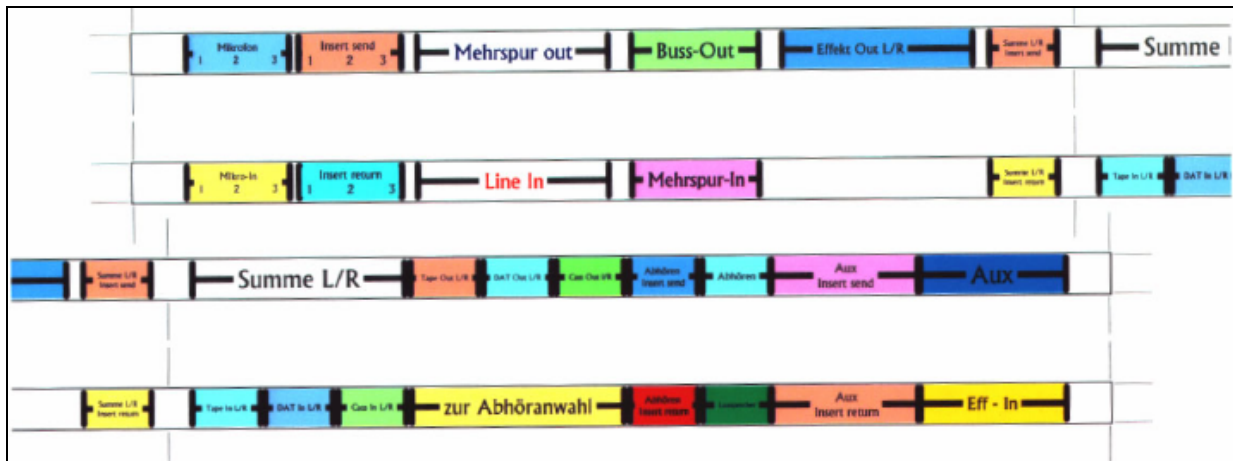 Mikrofon
1 2 3
Insert send
1 2 3
Mehrspur out
Buss-Out
Effekt Out L/R
Summe L/R
Insert send
Summe
Mikro-In
1 2 3
Insert return
1 2 3
Line In
Mehrspur-In
Summe L/R
Insert return
Tape In L/R
DAT In L/R
Summe L/R
Insert send
Summe L/R
Tape Out L/R
DAT Out L/R
Cass Out L/R
Abhören
Insert send
Abhören
Aux
Insert send
Aux
Summe L/R
Insert return
Tape In L/R
DAT In L/R
Cass In L/R
zur Abhöranwahl
Abhören
Insert return
Aux
Insert return
Eff - In